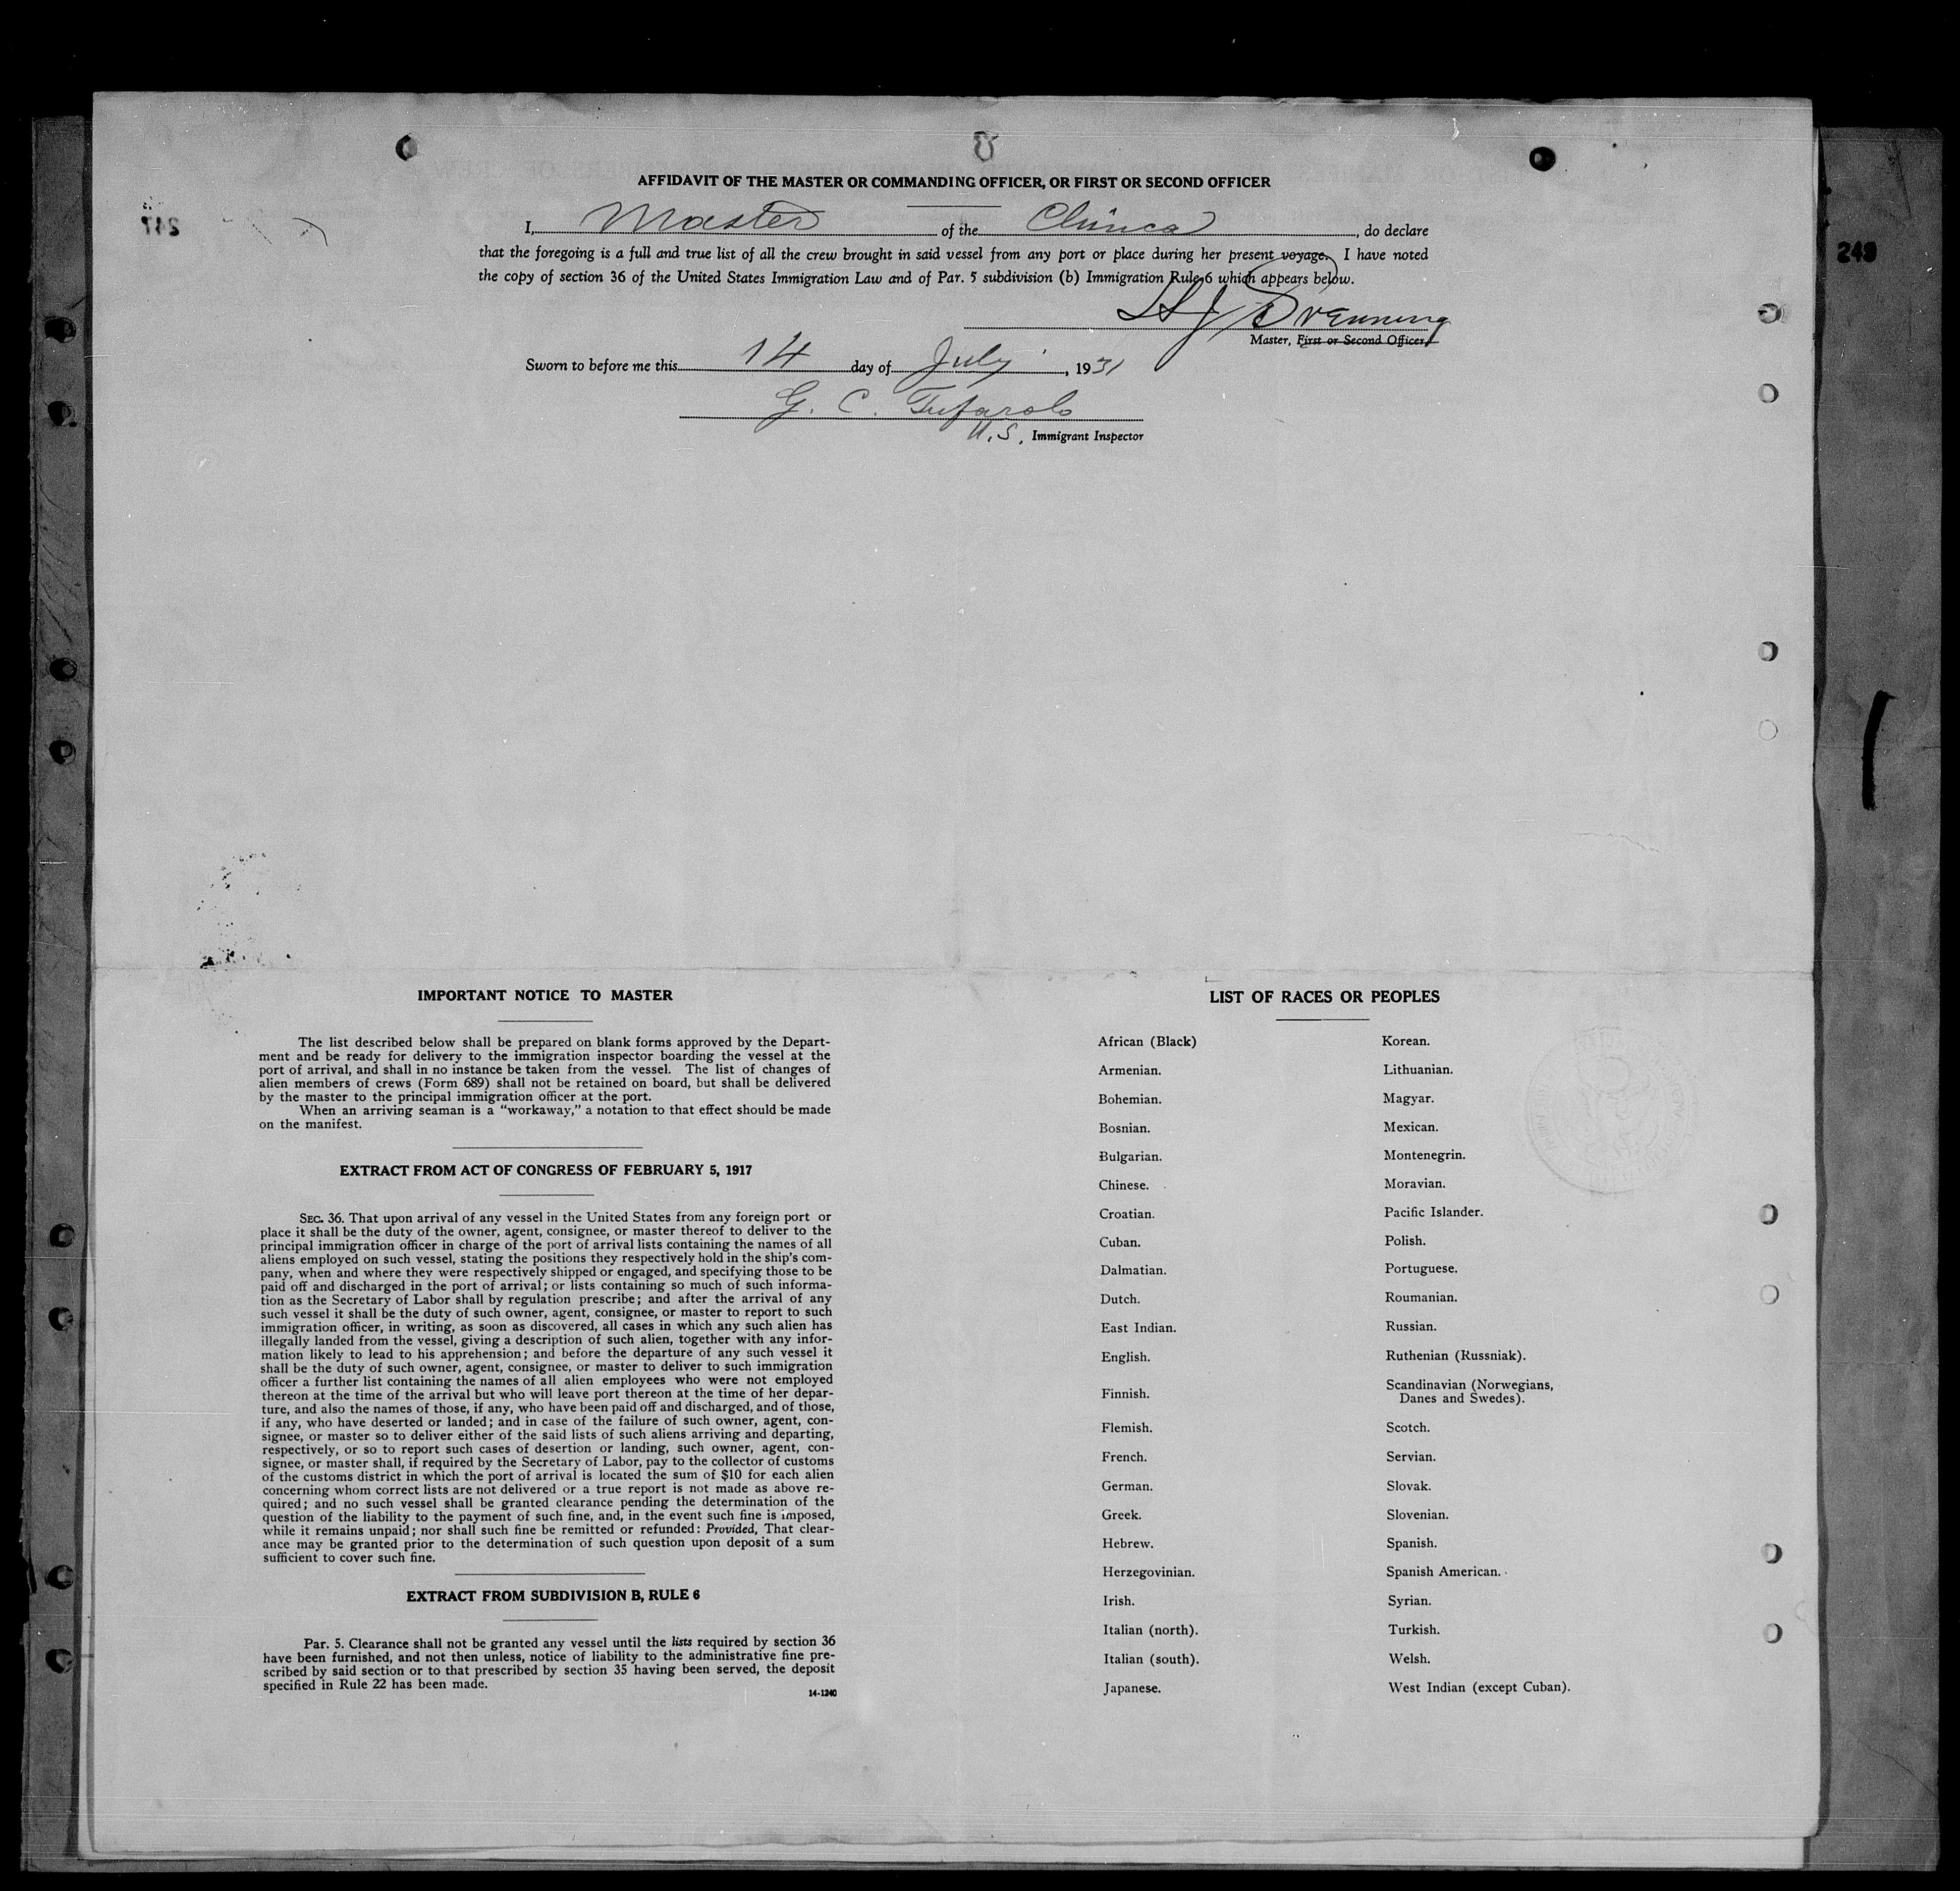 AFFIDAVIT OF THE MASTER OR COMMANDING OFFICER, OR FIRST OR SECOND OFFICER
I, Master of the Chinca, do declare
that the foregoing is a full and true list of all the crew brought in said vessel from any port or place during her present voyage. I have noted
the copy of section 36 of the United States Immigration Law and of Par. 5 subdivision (b) Immigration Rule 6 which appears below.
Master, First or Second Officer.
Sworn to before me this 14 day of July, 1931
G. C. Tufarolo
U.S. Immigrant Inspector
247
249
IMPORTANT NOTICE TO MASTER
The list described below shall be prepared on blank forms approved by the Depart-
ment and be ready for delivery to the immigration inspector boarding the vessel at the
port of arrival, and shall in no instance be taken from the vessel. The list of changes of
alien members of crews (Form 689) shall not be retained on board, but shall be delivered
by the master to the principal immigration officer at the port.
When an arriving seaman is a "workaway," a notation to that effect should be made
on the manifest.
EXTRACT FROM ACT OF CONGRESS OF FEBRUARY 5, 1917
SEC. 36. That upon arrival of any vessel in the United States from any foreign port or
place it shall be the duty of the owner, agent, consignee, or master thereof to deliver to the
principal immigration officer in charge of the port of arrival lists containing the names of all
aliens employed on such vessel, stating the positions they respectively hold in the ship's com-
pany, when and where they were respectively shipped or engaged, and specifying those to be
paid off and discharged in the port of arrival; or lists containing so much of such informa-
tion as the Secretary of Labor shall by regulation prescribe; and after the arrival of any
such vessel it shall be the duty of such owner, agent, consignee, or master to report to such
immigration officer, in writing, as soon as discovered, all cases in which any such alien has
illegally landed from the vessel, giving a description of such alien, together with any infor-
mation likely to lead to his apprehension; and before the departure of any such vessel it
shall be the duty of such owner, agent, consignee, or master to deliver to such immigration
officer a further list containing the names of all alien employees who were not employed
thereon at the time of the arrival but who will leave port thereon at the time of her depar-
ture, and also the names of those, if any, who have been paid off and discharged, and of those,
if any, who have deserted or landed; and in case of the failure of such owner, agent, con-
signee, or master so to deliver either of the said lists of such aliens arriving and departing,
respectively, or so to report such cases of desertion or landing, such owner, agent, con-
signee, or master shall, if required by the Secretary of Labor, pay to the collector of customs
of the customs district in which the port of arrival is located the sum of $10 for each alien
concerning whom correct lists are not delivered or a true report is not made as above re-
quired; and no such vessel shall be granted clearance pending the determination of the
question of the liability to the payment of such fine, and, in the event such fine is imposed,
while it remains unpaid; nor shall such fine be remitted or refunded: Provided, That clear-
ance may be granted prior to the determination of such question upon deposit of a sum
sufficient to cover such fine.
EXTRACT FROM SUBDIVISION B, RULE 6
Par. 5. Clearance shall not be granted any vessel until the lists required by section 36
have been furnished, and not then unless, notice of liability to the administrative fine pre-
scribed by said section or to that prescribed by section 35 having been served, the deposit
specified in Rule 22 has been made.
14-1240
LIST OF RACES OR PEOPLES
African (Black)
Armenian.
Bohemian.
Bosnian.
Bulgarian.
Chinese.
Croatian.
Cuban.
Dalmatian.
Dutch.
East Indian.
English.
Finnish.
Flemish.
French.
German.
Greek.
Hebrew.
Herzegovinian.
Irish.
Italian (north).
Italian (south).
Japanese.
Korean.
Lithuanian.
Magyar.
Mexican.
Montenegrin.
Moravian.
Pacific Islander.
Polish.
Portuguese.
Roumanian.
Russian.
Ruthenian (Russniak).
Scandinavian (Norwegians,
Danes and Swedes).
Scotch.
Servian.
Slovak.
Slovenian.
Spanish.
Spanish American.
Syrian.
Turkish.
Welsh.
West Indian (except Cuban).